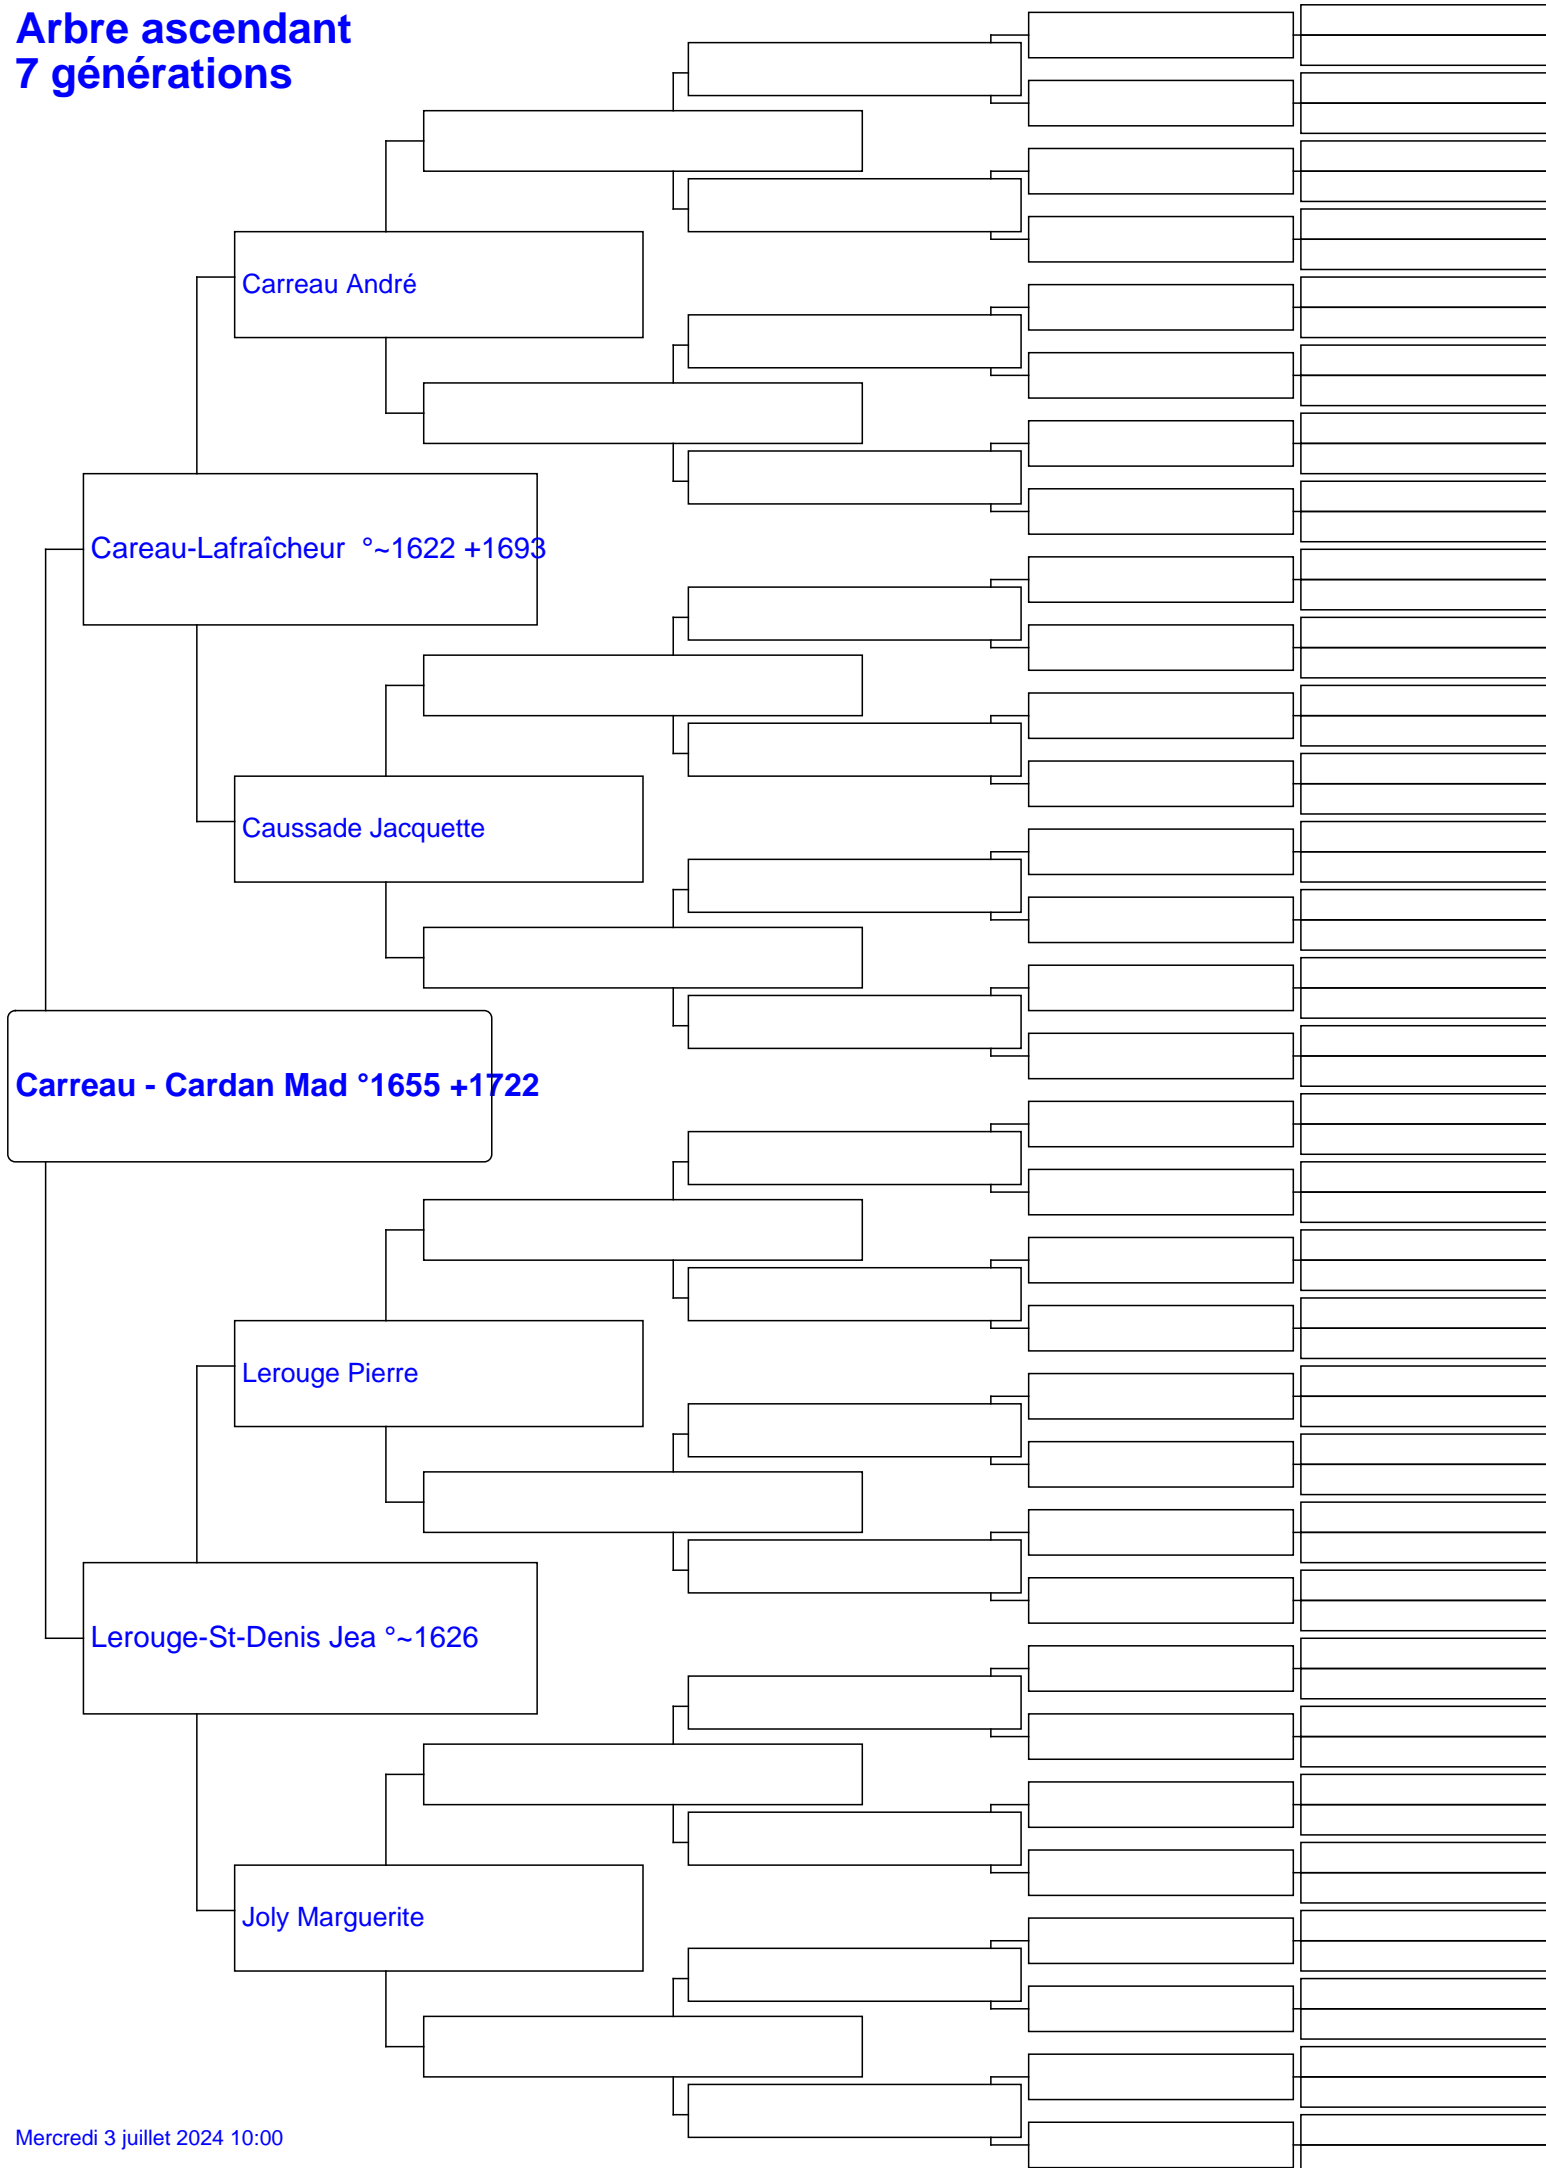 Arbre ascendant
7 générations
Carreau André
Careau-Lafraîcheur  °~1622 +1693
Caussade Jacquette
Carreau - Cardan Mad °1655 +1722
Lerouge Pierre
Lerouge-St-Denis Jea °~1626
Joly Marguerite
Mercredi 3 juillet 2024 10:00